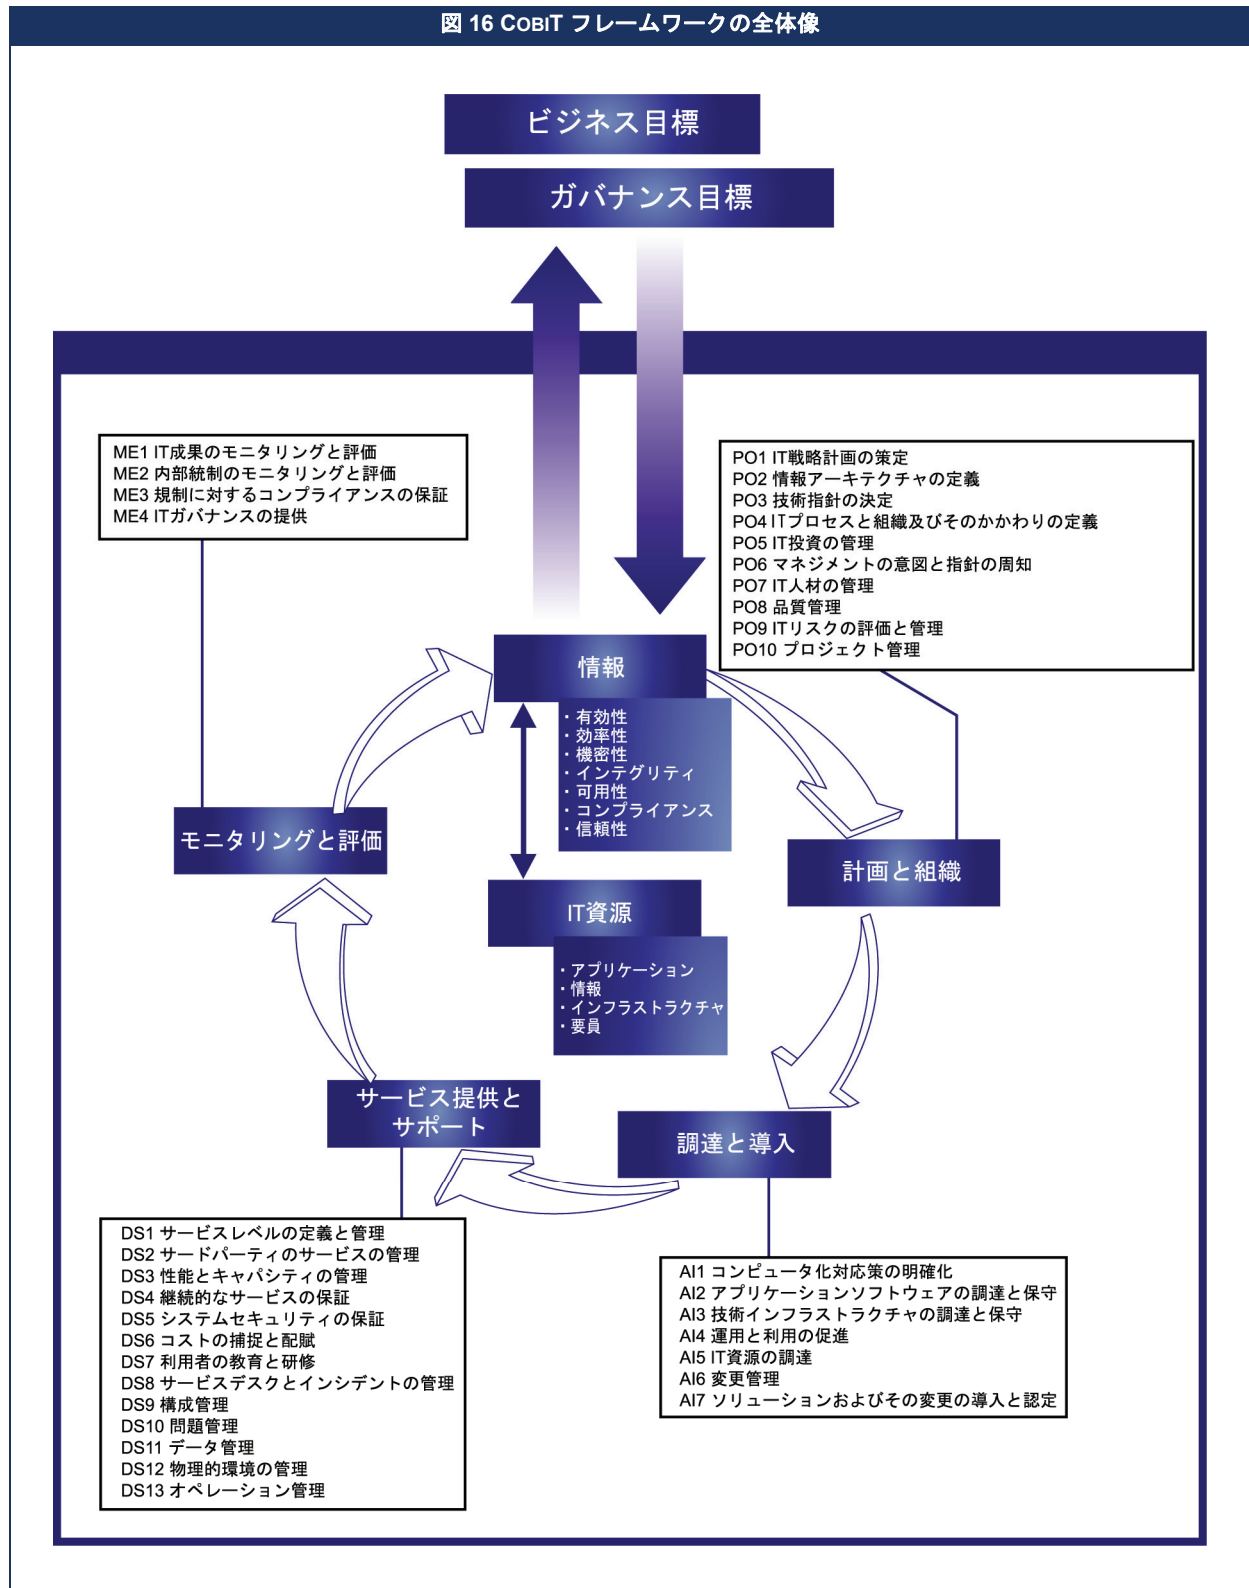 図 16 COBIT フレームワークの全体像
ビジネス目標
ガバナンス目標
ME1 IT成果のモニタリングと評価
ME2 内部統制のモニタリングと評価
ME3 規制に対するコンプライアンスの保証
ME4 ITガバナンスの提供
PO1 IT戦略計画の策定
PO2 情報アーキテクチャの定義
PO3 技術指針の決定
PO4 ITプロセスと組織及びそのかかわりの定義
PO5 IT投資の管理
PO6 マネジメントの意図と指針の周知
PO7 IT人材の管理
PO8 品質管理
PO9 ITリスクの評価と管理
PO10 プロジェクト管理
情報
・有効性
・効率性
・機密性
・インテグリティ
・可用性
・コンプライアンス
・信頼性
モニタリングと評価
計画と組織
IT資源
・アプリケーション
・情報
・インフラストラクチャ
・要員
サービス提供と
サポート
調達と導入
DS1 サービスレベルの定義と管理
DS2 サードパーティのサービスの管理
DS3 性能とキャパシティの管理
DS4 継続的なサービスの保証
DS5 システムセキュリティの保証
DS6 コストの捕捉と配賦
DS7 利用者の教育と研修
DS8 サービスデスクとインシデントの管理
DS9 構成管理
DS10 問題管理
DS11 データ管理
DS12 物理的環境の管理
DS13 オペレーション管理
AI1 コンピュータ化対応策の明確化
AI2 アプリケーションソフトウェアの調達と保守
AI3 技術インフラストラクチャの調達と保守
AI4 運用と利用の促進
AI5 IT資源の調達
AI6 変更管理
AI7 ソリューションおよびその変更の導入と認定